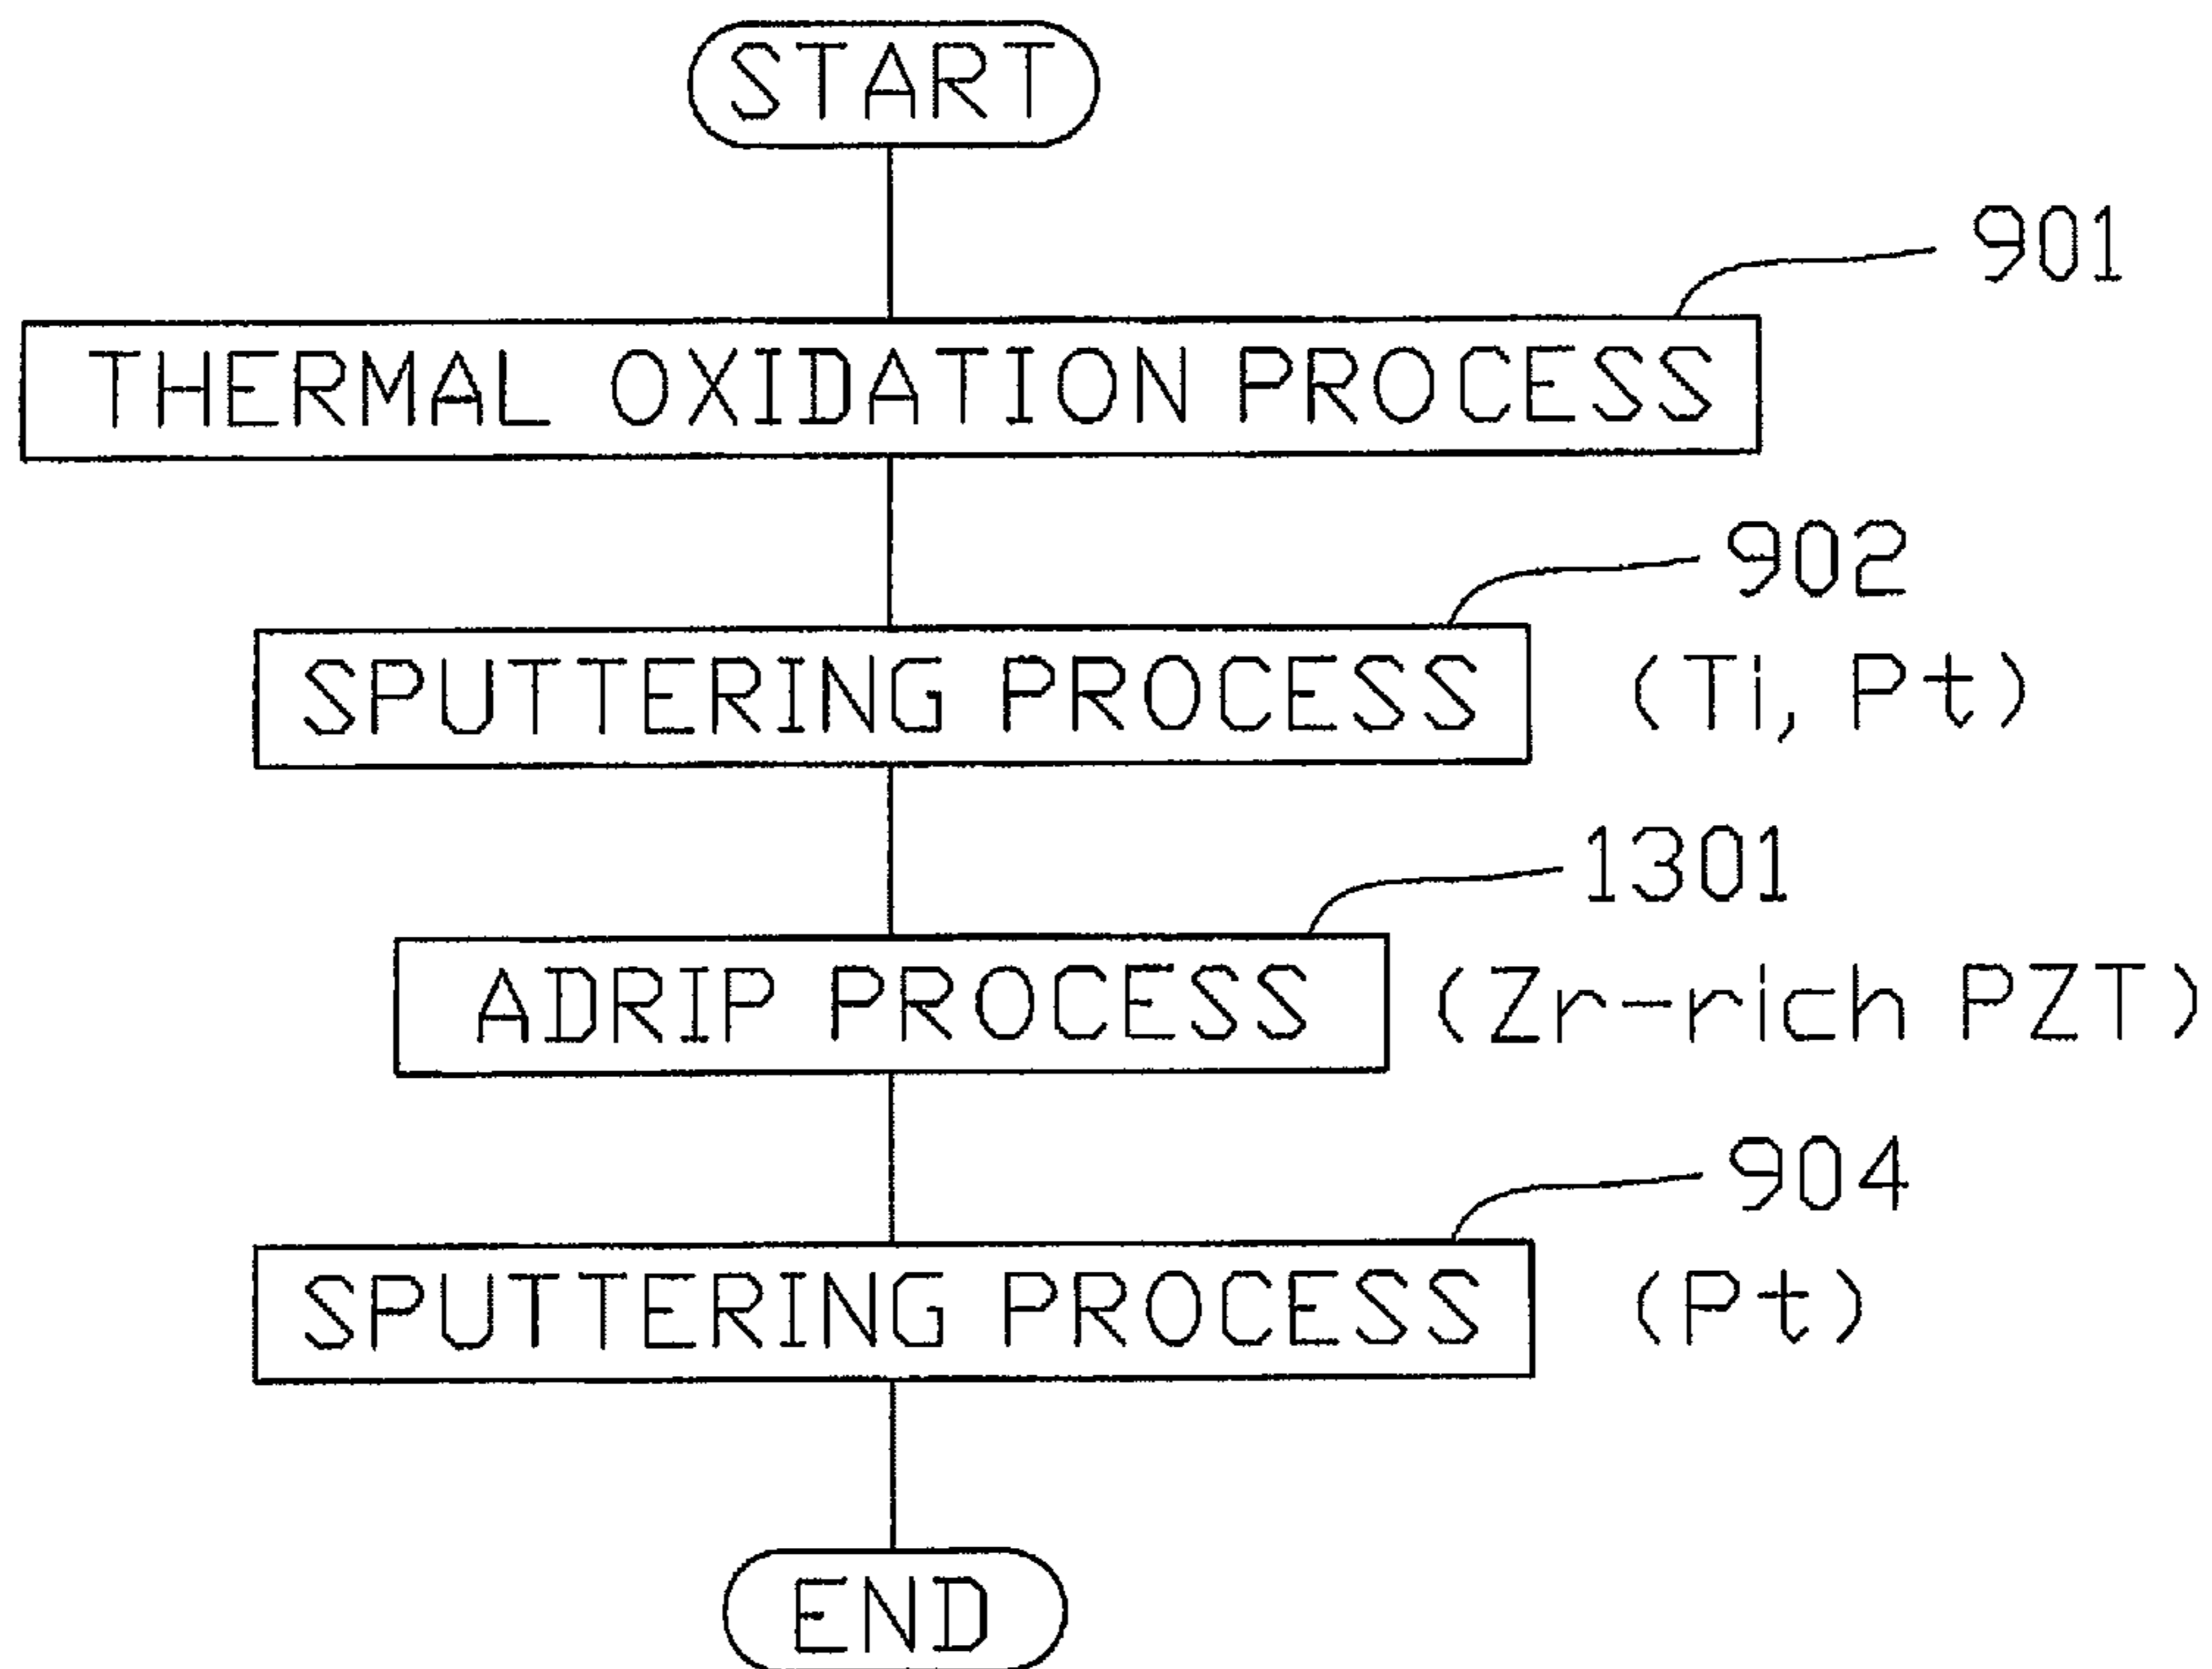 START
901
THERMAL OXIDATION PROCESS
902
SPUTTERING PROCESS (Ti, Pt)
1301
ADRIP PROCESS (Zr-rich PZT)
904
SPUTTERING PROCESS (Pt)
END